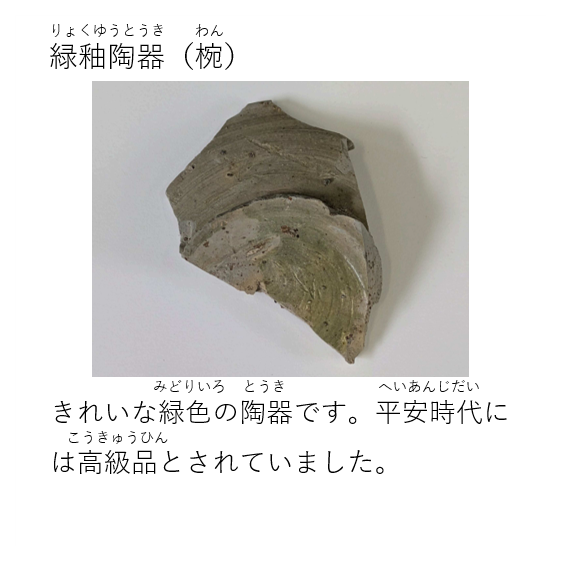 りょくゆうとうき わん
緑釉陶器（椀）
みどりいろ とうき へいあんじだい
きれいな緑色の陶器です。平安時代に
こうきゅうひん
は高級品とされていました。